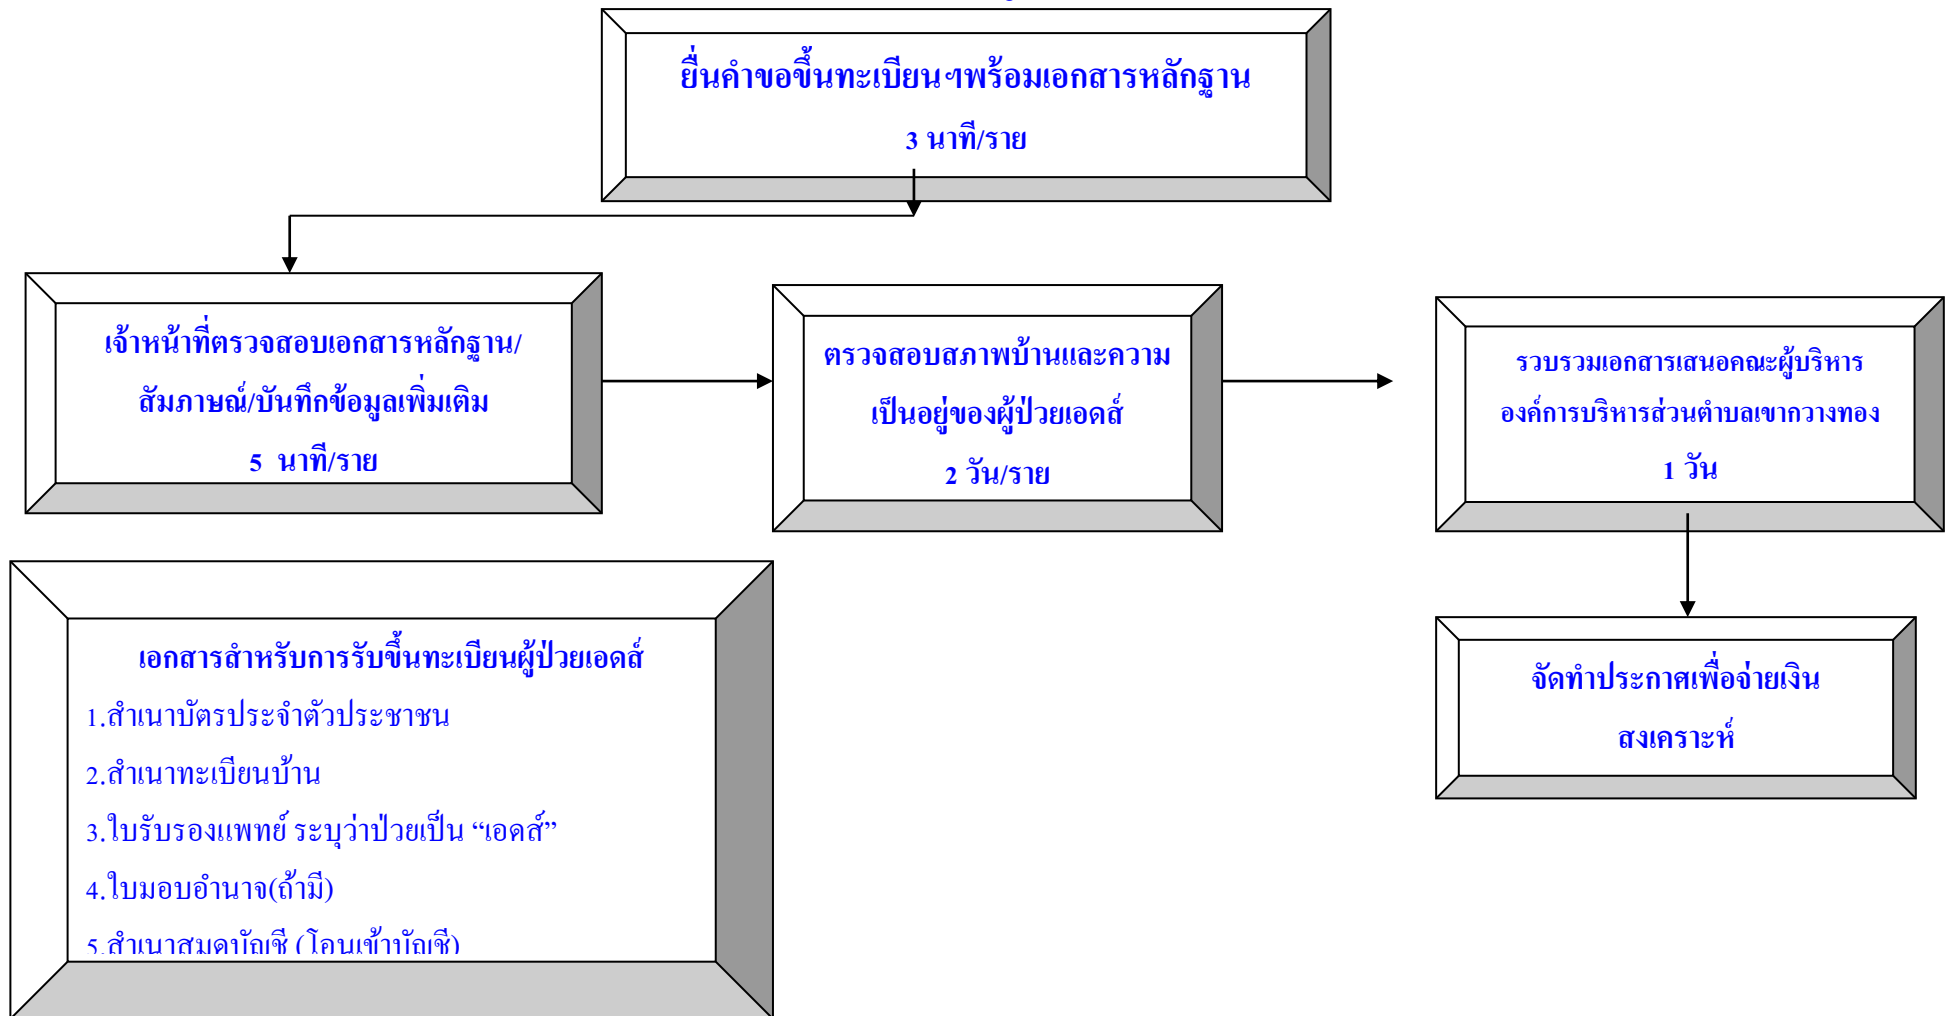 ยื่นคำขอขึ้นทะเบียนฯพร้อมเอกสารหลักฐาน
3 นาที/ราย
เจ้าหน้าที่ตรวจสอบเอกสารหลักฐาน/
สัมภาษณ์/บันทึกข้อมูลเพิ่มเติม
5 นาที/ราย
ตรวจสอบสภาพบ้านและความ
เป็นอยู่ของผู้ป่วยเอดส์
2 วัน/ราย
รวบรวมเอกสารเสนอคณะผู้บริหาร
องค์การบริหารส่วนตำบลเขากวางทอง
1 วัน
จัดทำประกาศเพื่อจ่ายเงิน
สงเคราะห์
เอกสารสำหรับการรับขึ้นทะเบียนผู้ป่วยเอดส์
1.สำเนาบัตรประจำตัวประชาชน
2.สำเนาทะเบียนบ้าน
3.ใบรับรองแพทย์ ระบุว่าป่วยเป็น “เอดส์”
4.ใบมอบอำนาจ(ถ้ามี)
5.สำเนาสมุดบัญชี (โอนเข้าบัญชี)